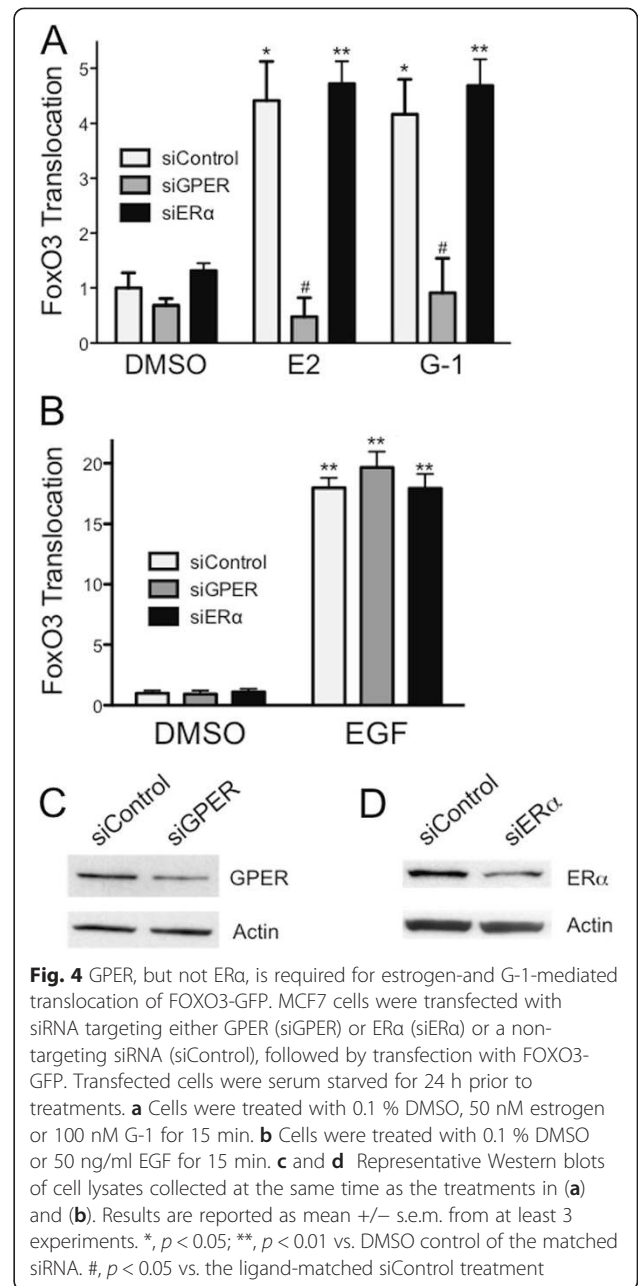 A
FoxO3 Translocation
5
4
3
2
1
0
*
**
*
**
#
#
siControl
siGPER
siERα
DMSO
E2
G-1
B
FoxO3 Translocation
20
15
10
5
0
**
**
**
siControl
siGPER
siERα
DMSO
EGF
C
siControl
siGPER
GPER
Actin
D
siControl
siERα
ERα
Actin
Fig. 4 GPER, but not ERα, is required for estrogen-and G-1-mediated
translocation of FOXO3-GFP. MCF7 cells were transfected with
siRNA targeting either GPER (siGPER) or ERα (siERα) or a non-
targeting siRNA (siControl), followed by transfection with FOXO3-
GFP. Transfected cells were serum starved for 24 h prior to
treatments. a Cells were treated with 0.1 % DMSO, 50 nM estrogen
or 100 nM G-1 for 15 min. b Cells were treated with 0.1 % DMSO
or 50 ng/ml EGF for 15 min. c and d Representative Western blots
of cell lysates collected at the same time as the treatments in (a)
and (b). Results are reported as mean +/− s.e.m. from at least 3
experiments. *, p < 0.05; **, p < 0.01 vs. DMSO control of the matched
siRNA. #, p < 0.05 vs. the ligand-matched siControl treatment